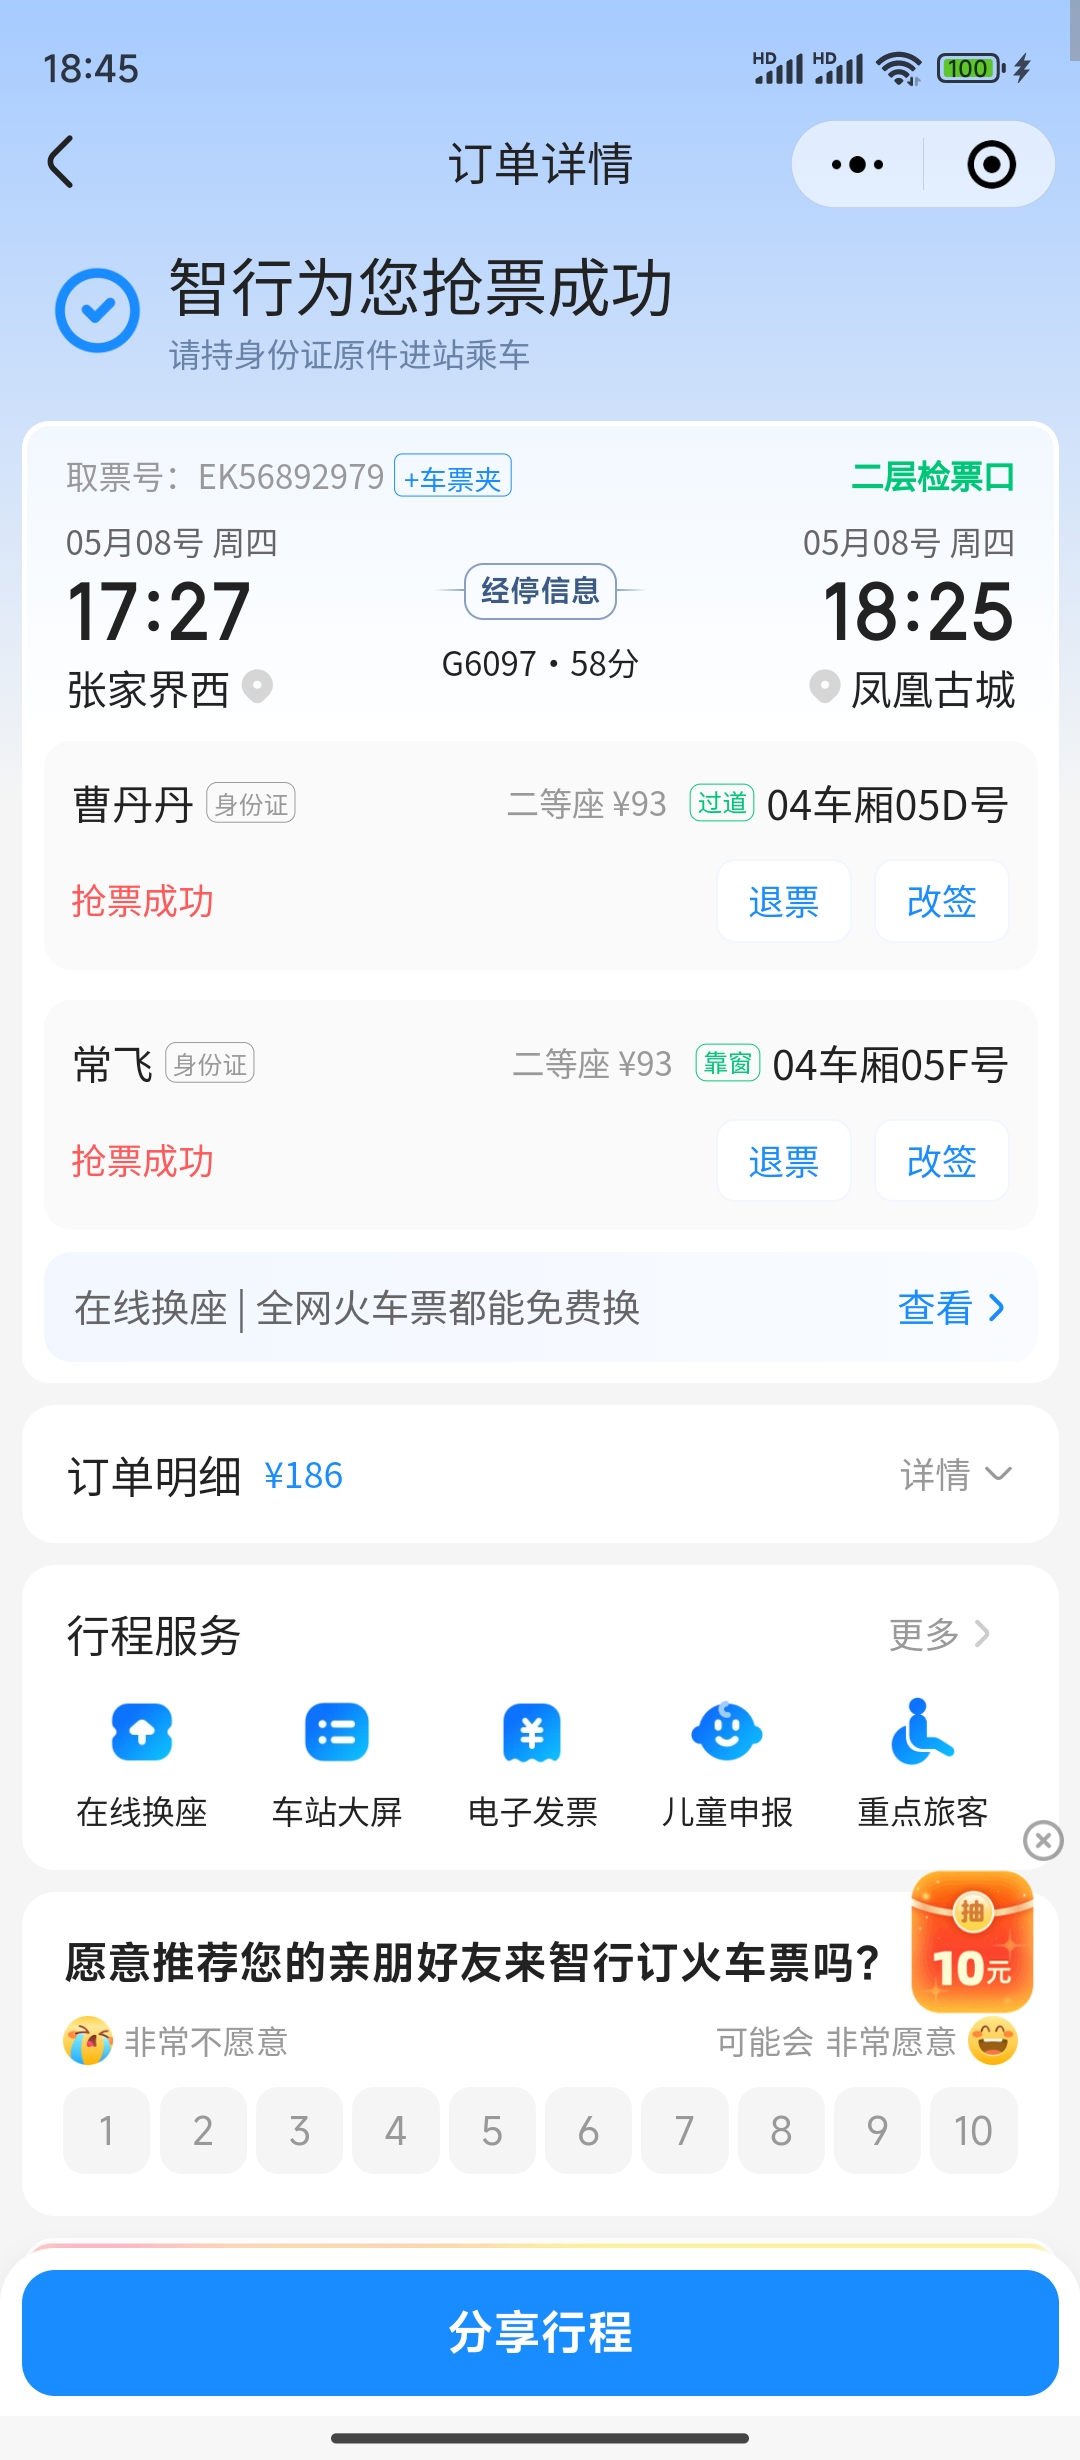 18:45 HD HD 100
订单详情
智行为您抢票成功
请持身份证原件进站乘车
取票号：EK56892979 +车票夹 二层检票口
05月08号 周四 05月08号 周四
17:27 经停信息 18:25
G6097 · 58分
张家界西 凤凰古城
曹丹丹 身份证 二等座 ¥93 过道 04车厢05D号
抢票成功 退票 改签
常飞 身份证 二等座 ¥93 靠窗 04车厢05F号
抢票成功 退票 改签
在线换座 | 全网火车票都能免费换 查看
订单明细 ¥186 详情
行程服务 更多
¥
在线换座 车站大屏 电子发票 儿童申报 重点旅客
抽
10元
愿意推荐您的亲朋好友来智行订火车票吗？
非常不愿意 可能会 非常愿意
1 2 3 4 5 6 7 8 9 10
分享行程